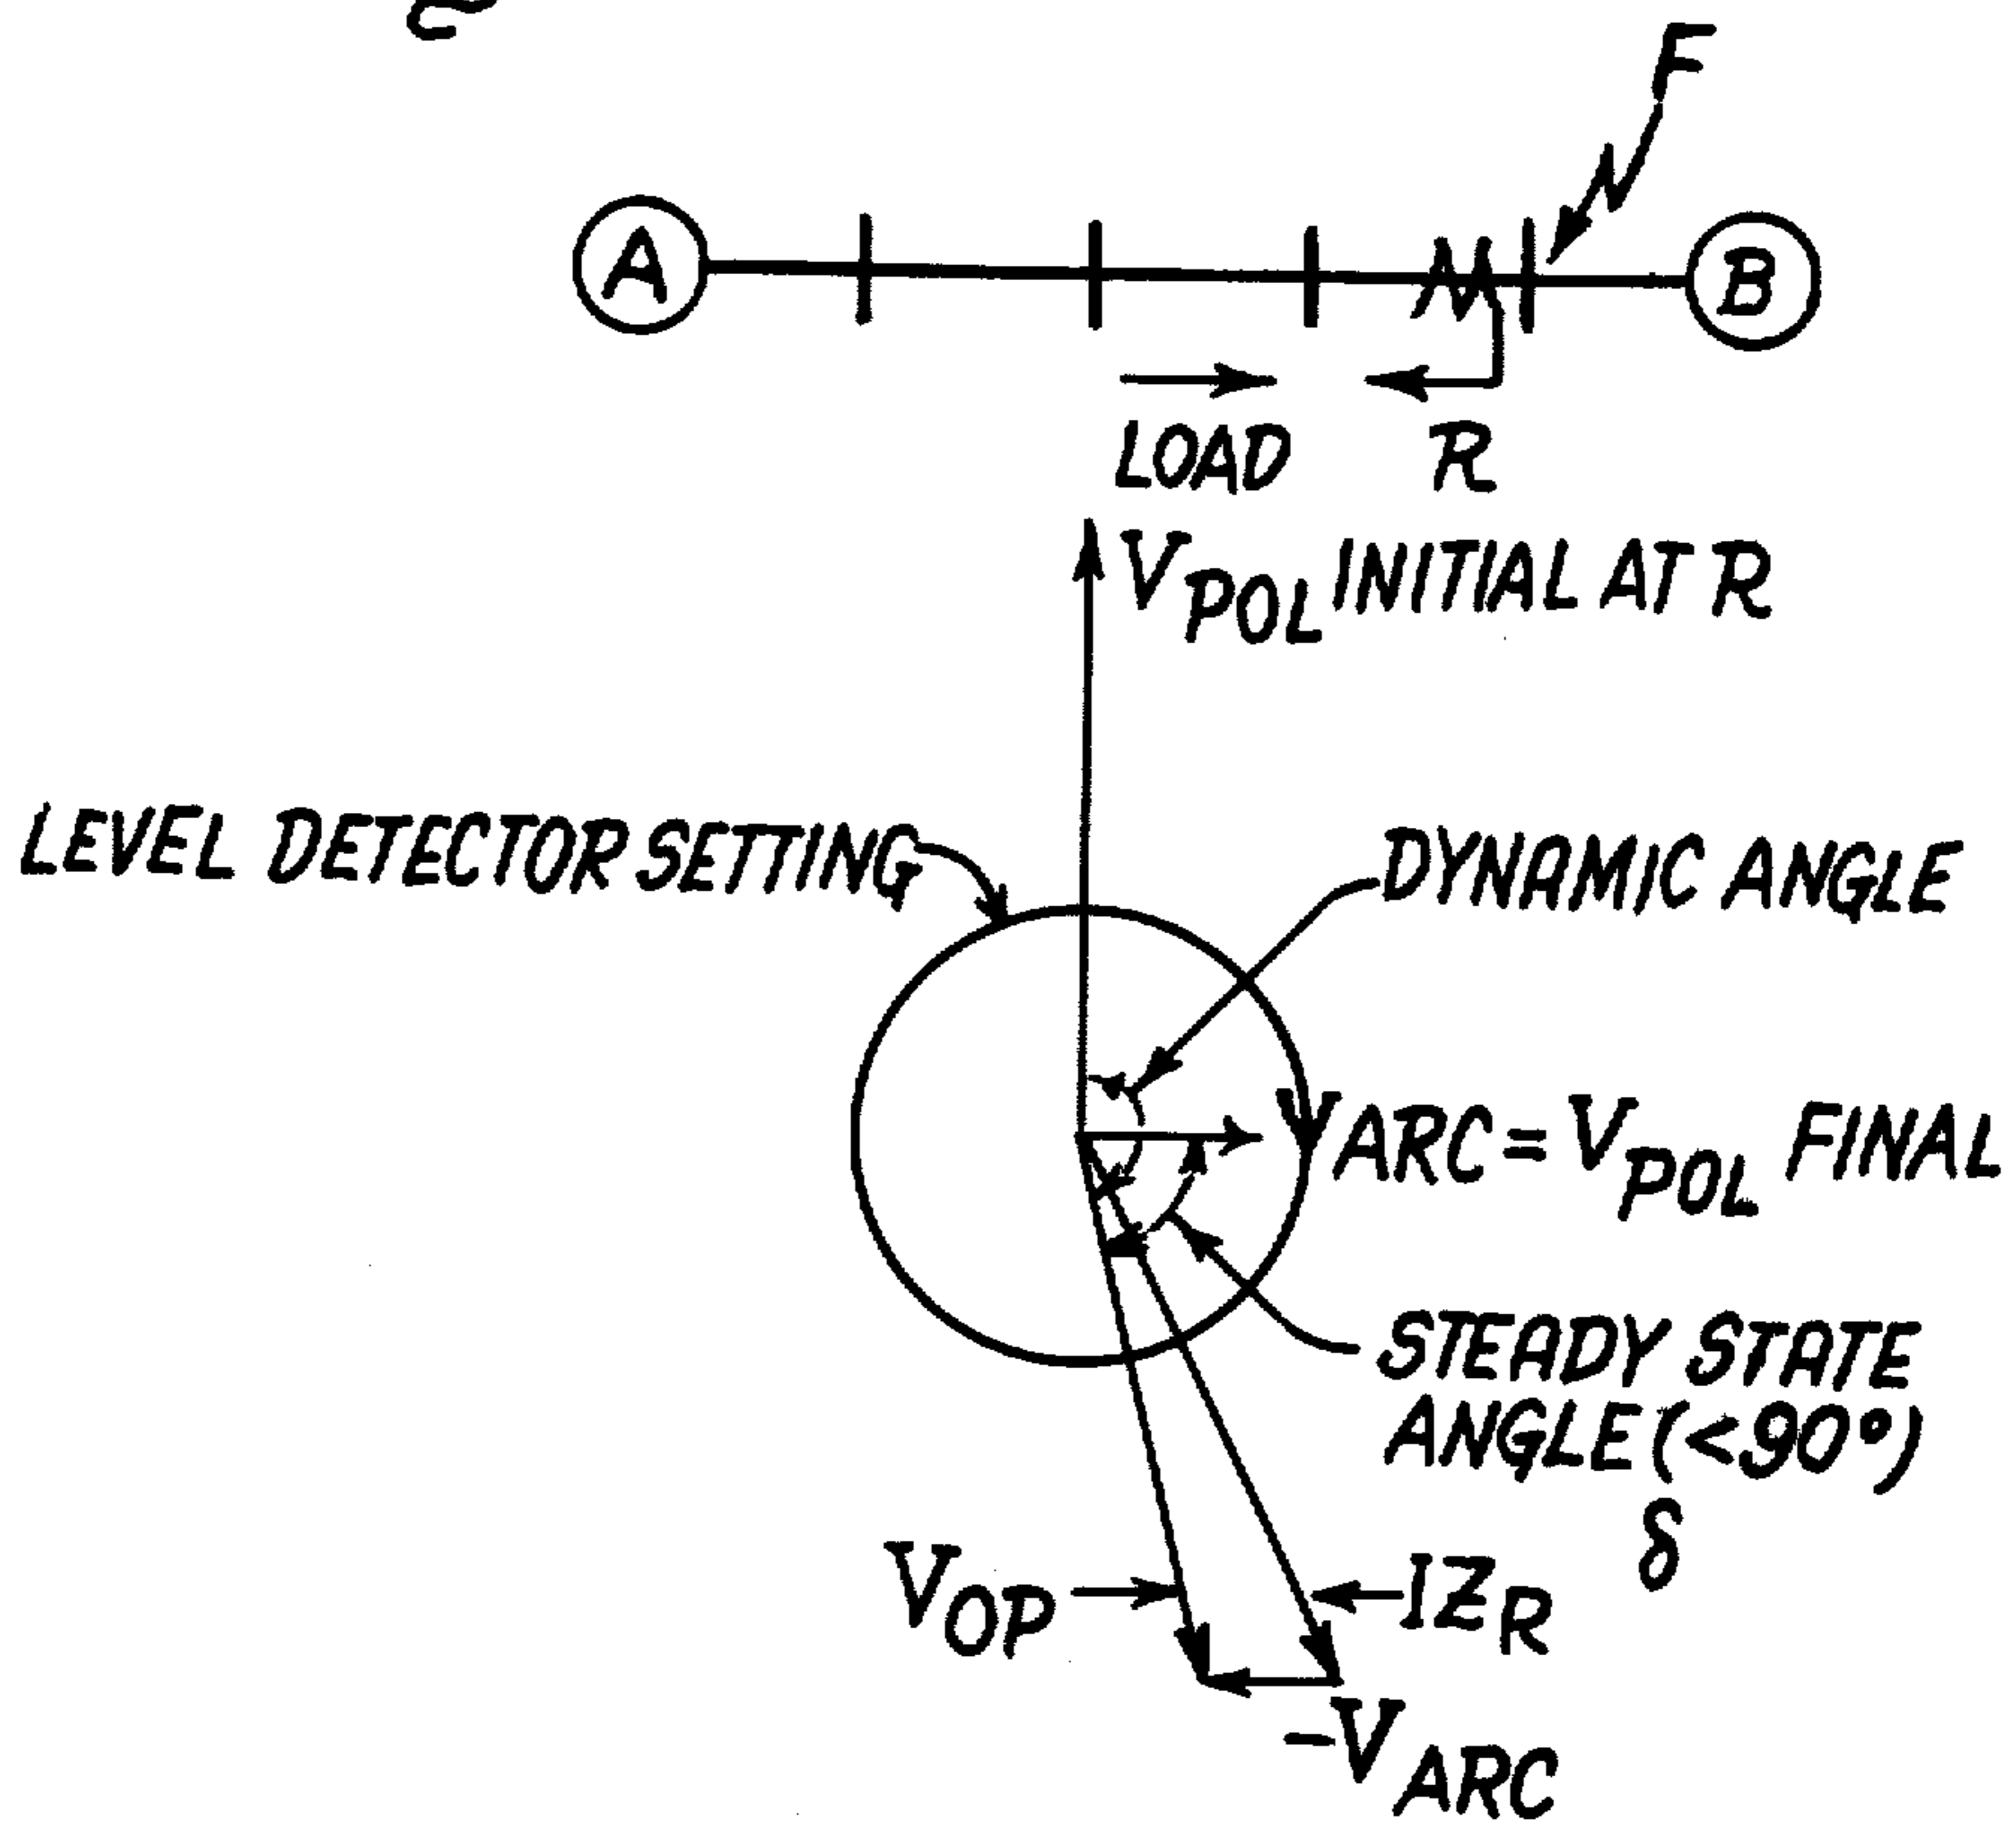 F
A
B
LOAD
R
VPOL INITIAL AT R
LEVEL DETECTOR SETTING
DYNAMIC ANGLE
VARC = VPOL FINAL
STEADY STATE
ANGLE (<90°)
δ
VOP
IZR
-VARC